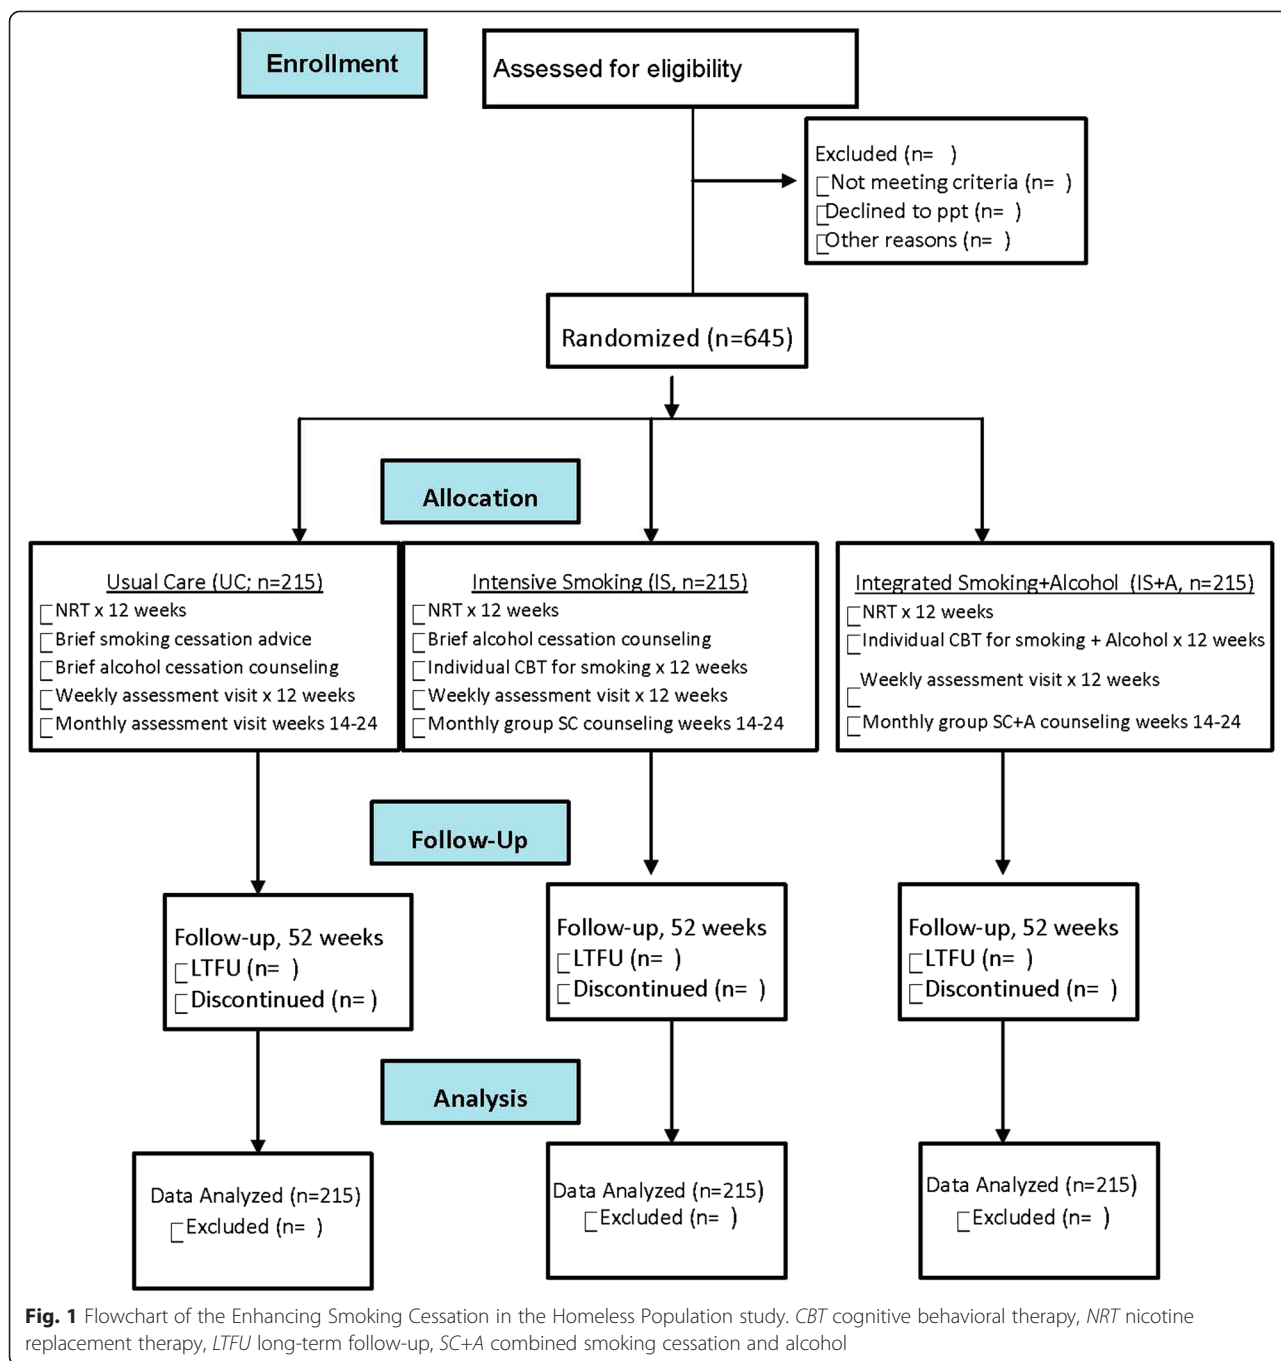 Enrollment
Assessed for eligibility
Excluded (n=   )
Not meeting criteria (n=  )
Declined to ppt (n=  )
Other reasons (n=  )
Randomized (n=645)
Allocation
Usual Care (UC; n=215)
NRT x 12 weeks
Brief smoking cessation advice
Brief alcohol cessation counseling
Weekly assessment visit x 12 weeks
Monthly assessment visit weeks 14-24
Intensive Smoking (IS, n=215)
NRT x 12 weeks
Brief alcohol cessation counseling
Individual CBT for smoking x 12 weeks
Weekly assessment visit x 12 weeks
Monthly group SC counseling weeks 14-24
Integrated Smoking+Alcohol  (IS+A, n=215)
NRT x 12 weeks
Individual CBT for smoking + Alcohol x 12 weeks
Weekly assessment visit x 12 weeks
Monthly group SC+A counseling weeks 14-24
Follow-Up
Follow-up, 52 weeks
LTFU (n=  )
Discontinued (n= )
Follow-up, 52 weeks
LTFU (n=  )
Discontinued (n=  )
Follow-up, 52 weeks
LTFU (n=  )
Discontinued (n=  )
Analysis
Data Analyzed (n=215)
Excluded (n=  )
Data Analyzed (n=215)
Excluded (n=  )
Data Analyzed (n=215)
Excluded (n=  )
Fig. 1 Flowchart of the Enhancing Smoking Cessation in the Homeless Population study. CBT cognitive behavioral therapy, NRT nicotine
replacement therapy, LTFU long-term follow-up, SC+A combined smoking cessation and alcohol